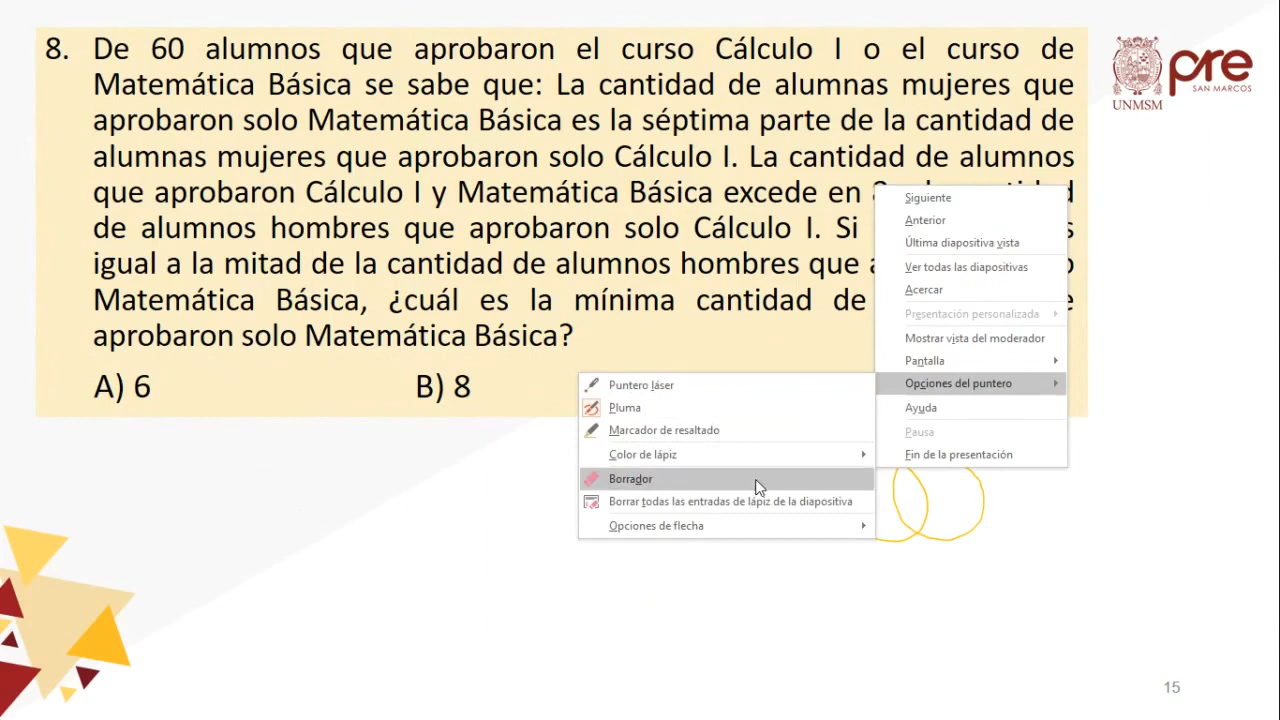 8. De 60 alumnos que aprobaron el curso Cálculo I o el curso de
Matemática Básica se sabe que: La cantidad de alumnas mujeres que
aprobaron solo Matemática Básica es la séptima parte de la cantidad de
alumnas mujeres que aprobaron solo Cálculo I. La cantidad de alumnos
que aprobaron Cálculo I y Matemática Básica excede en
de alumnos hombres que aprobaron solo Cálculo I. Si
igual a la mitad de la cantidad de alumnos hombres que
Matemática Básica, ¿cuál es la mínima cantidad de
aprobaron solo Matemática Básica?
A) 6 B) 8
pre
SAN MARCOS
UNMSM
Siguiente
Anterior
Última diapositiva vista
Ver todas las diapositivas
Acercar
Presentación personalizada
Mostrar vista del moderador
Pantalla
Opciones del puntero
Ayuda
Pausa
Fin de la presentación
Puntero láser
Pluma
Marcador de resaltado
Color de lápiz
Borrador
Borrar todas las entradas de lápiz de la diapositiva
Opciones de flecha
15